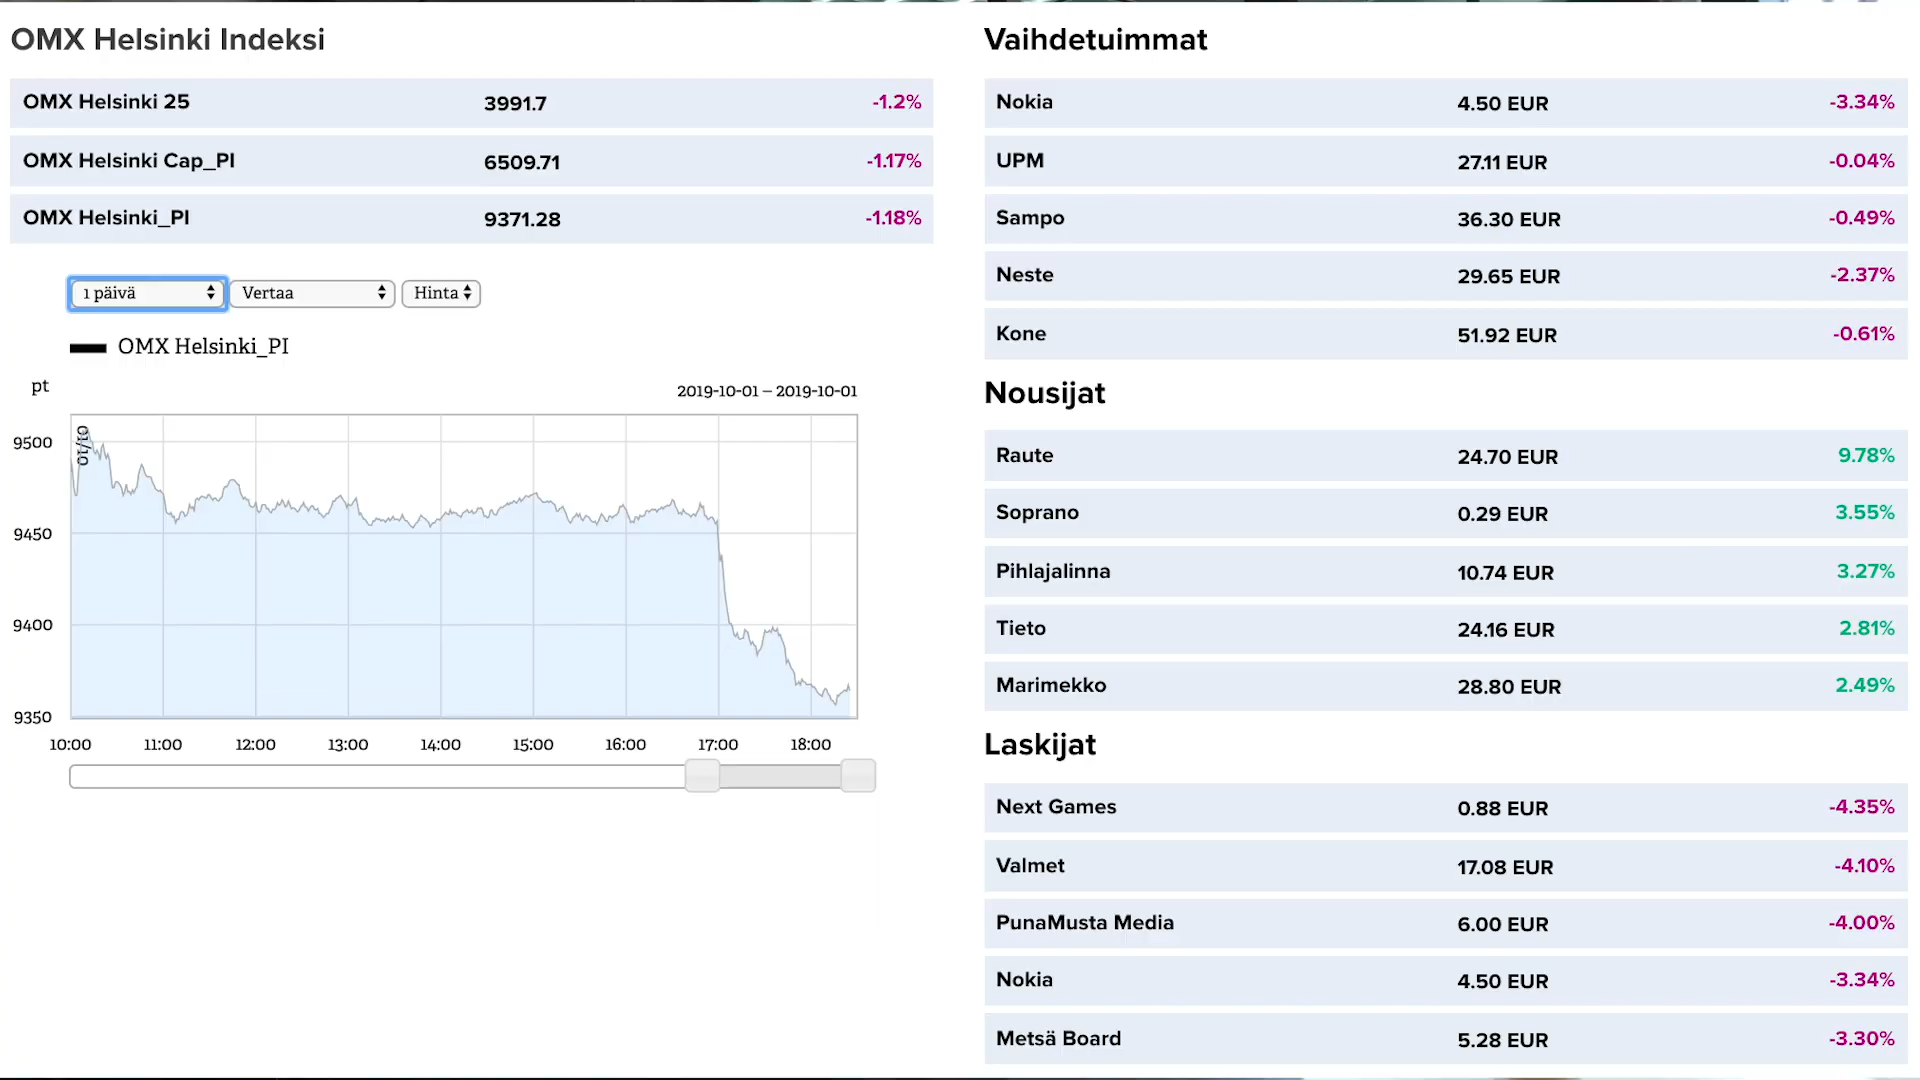 OMX Helsinki Indeksi
OMX Helsinki 25 3991.7 -1.2%
OMX Helsinki Cap_PI 6509.71 -1.17%
OMX Helsinki_PI 9371.28 -1.18%
1 päivä Vertaa Hinta
OMX Helsinki_PI
pt
2019-10-01 – 2019-10-01
01/10
9500
9450
9400
9350
10:00 11:00 12:00 13:00 14:00 15:00 16:00 17:00 18:00
Vaihdetuimmat
Nokia 4.50 EUR -3.34%
UPM 27.11 EUR -0.04%
Sampo 36.30 EUR -0.49%
Neste 29.65 EUR -2.37%
Kone 51.92 EUR -0.61%
Nousijat
Raute 24.70 EUR 9.78%
Soprano 0.29 EUR 3.55%
Pihlajalinna 10.74 EUR 3.27%
Tieto 24.16 EUR 2.81%
Marimekko 28.80 EUR 2.49%
Laskijat
Next Games 0.88 EUR -4.35%
Valmet 17.08 EUR -4.10%
PunaMusta Media 6.00 EUR -4.00%
Nokia 4.50 EUR -3.34%
Metsä Board 5.28 EUR -3.30%